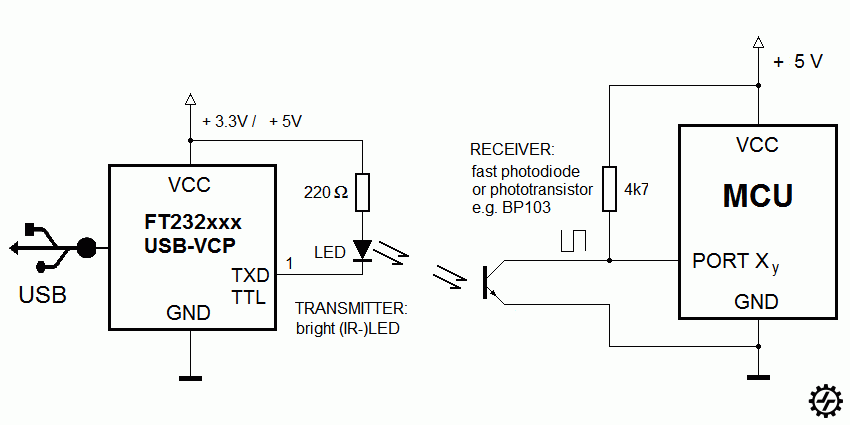 + 5 V
+ 3.3V / + 5V
VCC
FT232xxx
USB-VCP
TXD
TTL
GND
1
USB
220 Ω
LED
TRANSMITTER:
bright (IR-)LED
RECEIVER:
fast photodiode
or phototransistor
e.g. BP103
4k7
VCC
MCU
PORT Xy
GND